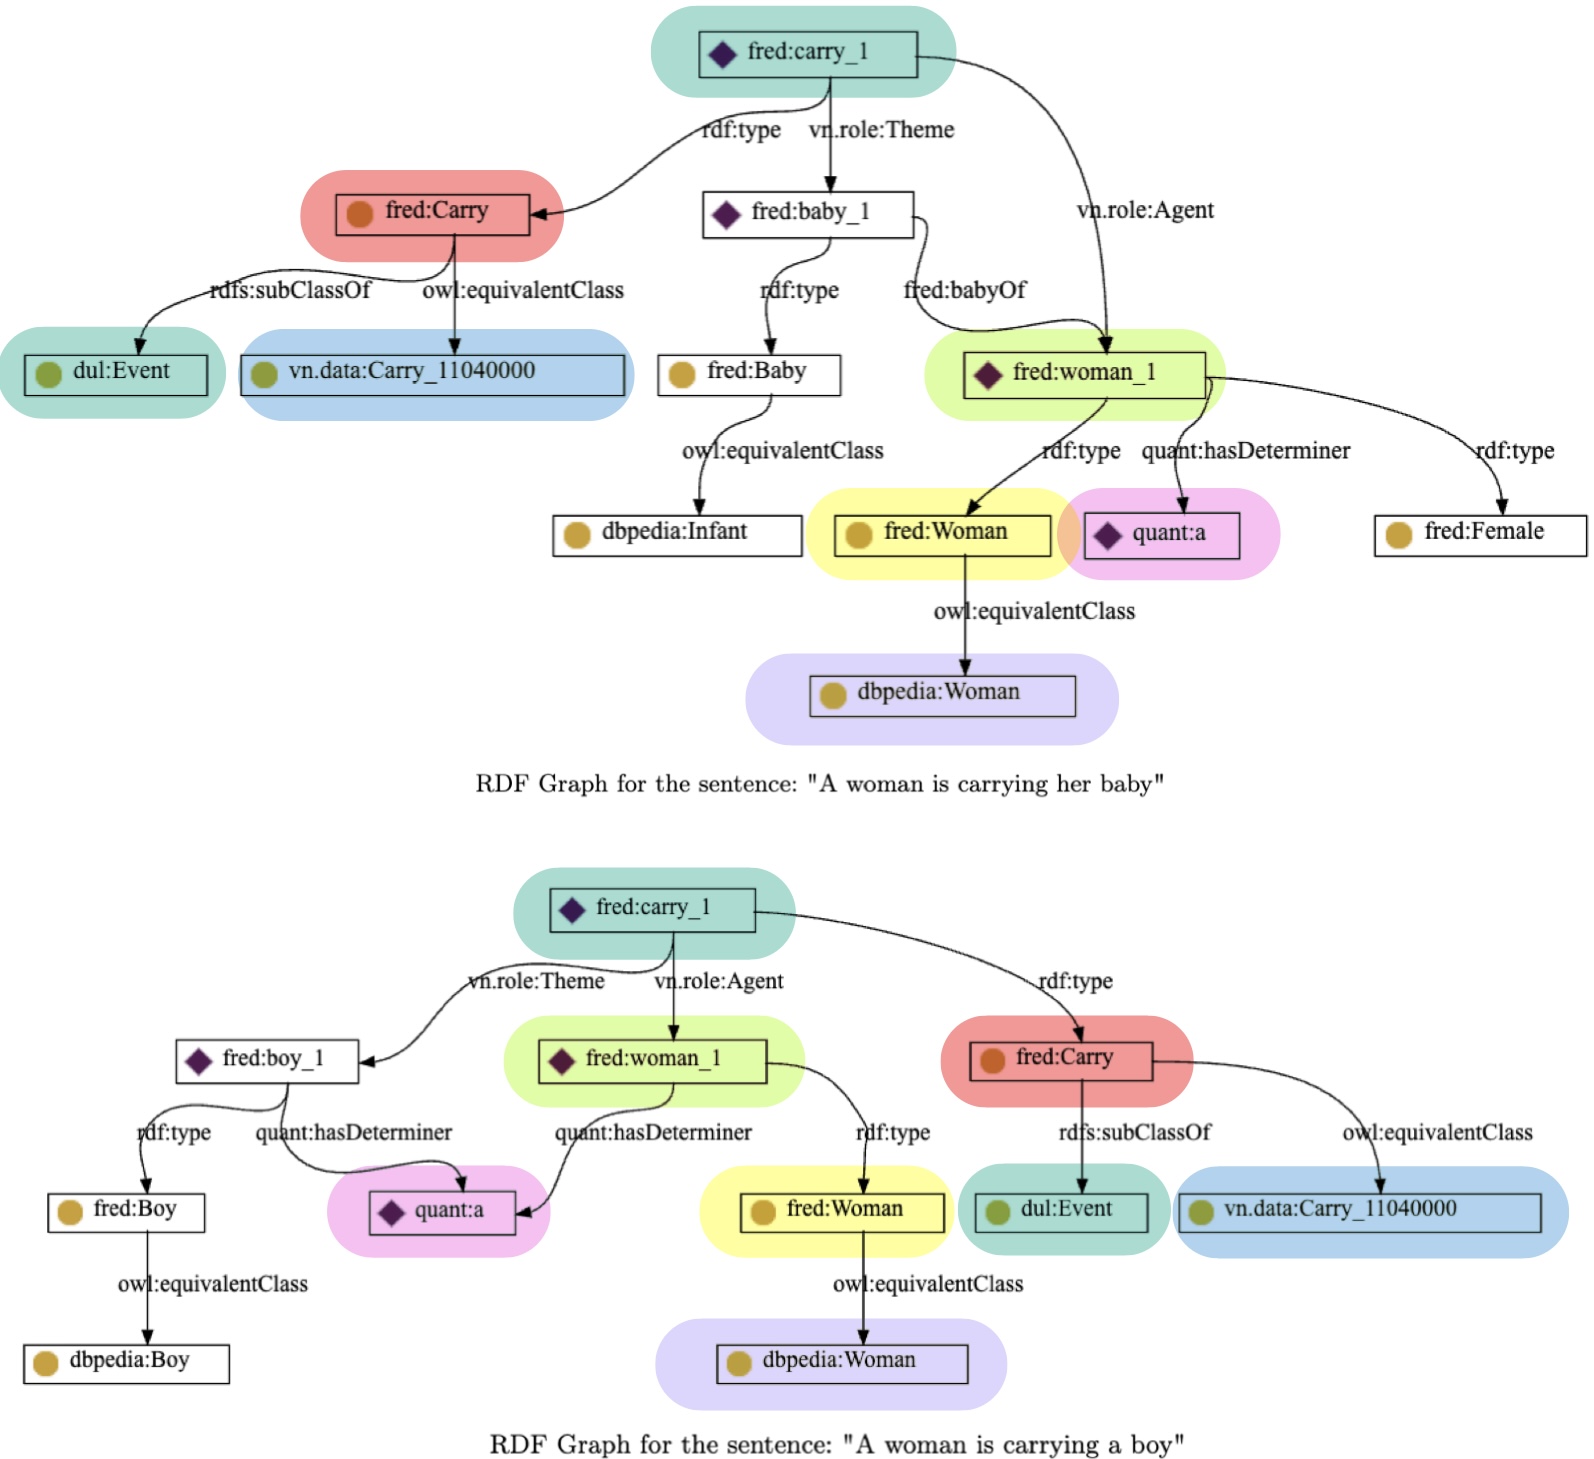 fred:carry_1
rdf:type
vn.role:Theme
fred:Carry
fred:baby_1
vn.role:Agent
rdfs:subClassOf
owl:equivalentClass
rdf:type
fred:babyOf
dul:Event
vn.data:Carry_11040000
fred:Baby
fred:woman_1
owl:equivalentClass
rdf:type
quant:hasDeterminer
rdf:type
dbpedia:Infant
fred:Woman
quant:a
fred:Female
owl:equivalentClass
dbpedia:Woman
RDF Graph for the sentence: "A woman is carrying her baby"
fred:carry_1
vn.role:Theme
vn.role:Agent
rdf:type
fred:boy_1
fred:woman_1
fred:Carry
rdf:type
quant:hasDeterminer
quant:hasDeterminer
rdf:type
rdfs:subClassOf
owl:equivalentClass
fred:Boy
quant:a
fred:Woman
dul:Event
vn.data:Carry_11040000
owl:equivalentClass
owl:equivalentClass
dbpedia:Boy
dbpedia:Woman
RDF Graph for the sentence: "A woman is carrying a boy"